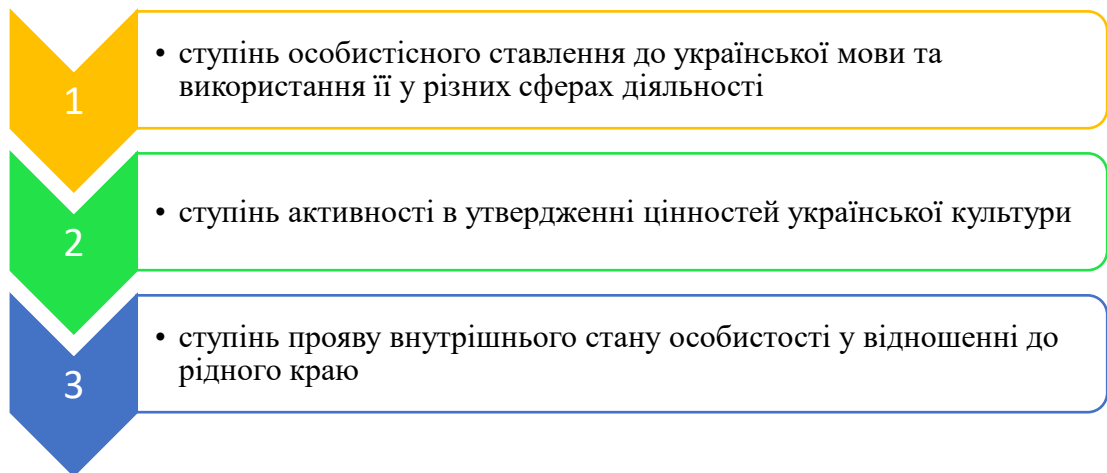 1
• ступінь особистісного ставлення до української мови та
використання її у різних сферах діяльності
2
• ступінь активності в утвердженні цінностей української культури
3
• ступінь прояву внутрішнього стану особистості у відношенні до
рідного краю